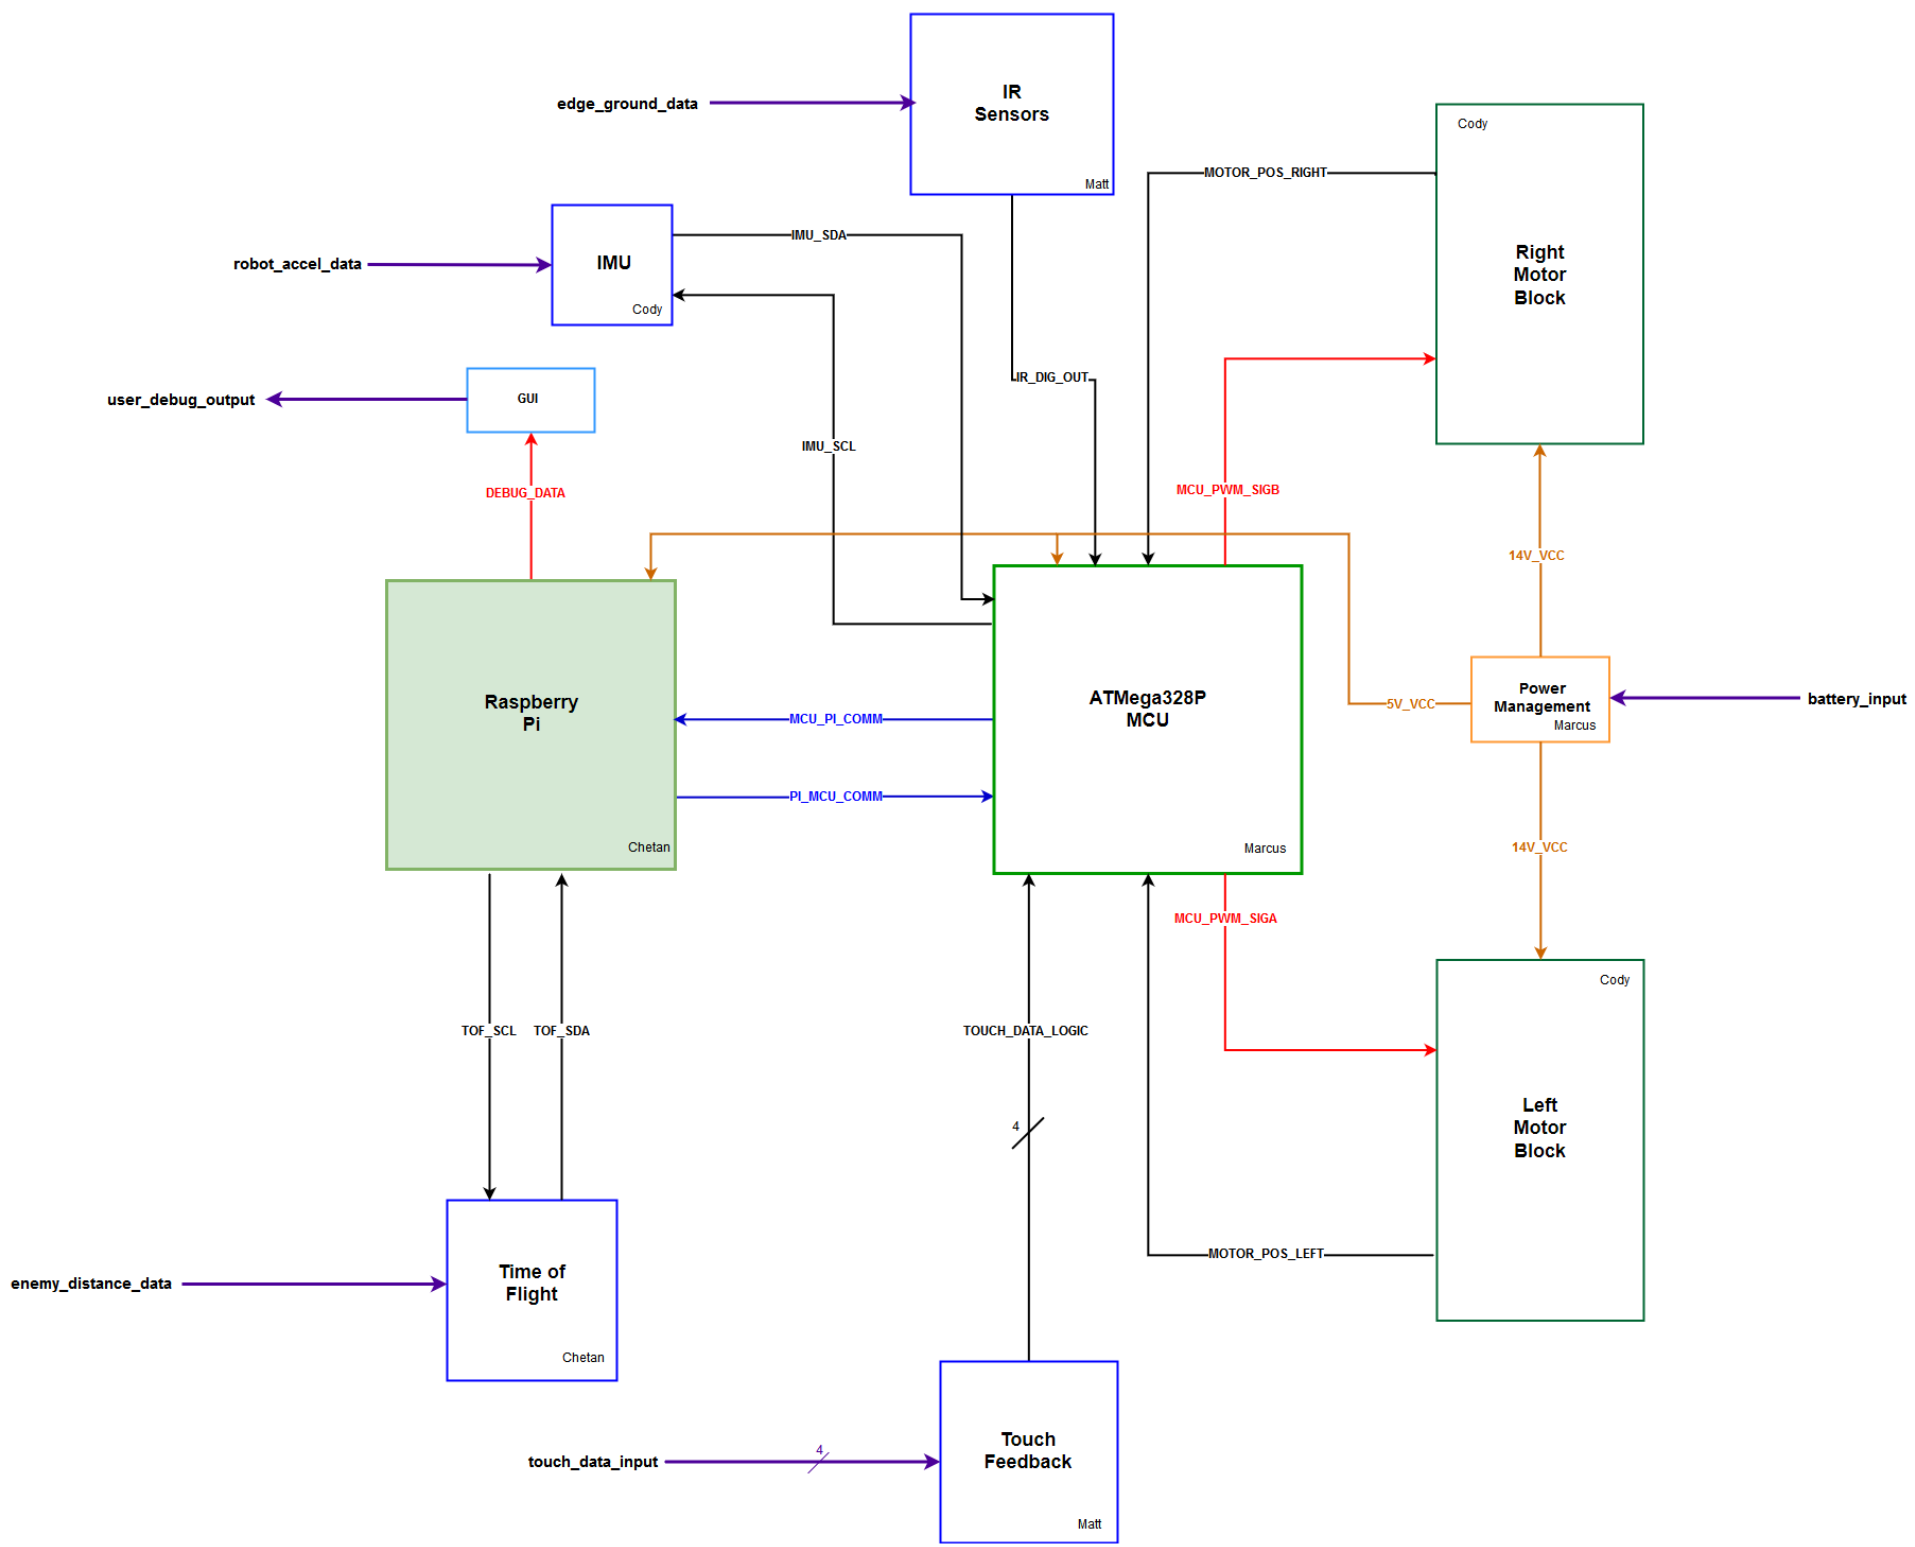 IR
Sensors
Matt
edge_ground_data
Cody
Right
Motor
Block
MOTOR_POS_RIGHT
IMU
Cody
robot_accel_data
IMU_SDA
IMU_SCL
IR_DIG_OUT
GUI
user_debug_output
DEBUG_DATA
MCU_PWM_SIGB
14V_VCC
Raspberry
Pi
Chetan
MCU_PI_COMM
PI_MCU_COMM
ATMega328P
MCU
Marcus
5V_VCC
Power
Management
Marcus
battery_input
14V_VCC
MCU_PWM_SIGA
TOF_SCL
TOF_SDA
TOUCH_DATA_LOGIC
4
Cody
Left
Motor
Block
MOTOR_POS_LEFT
enemy_distance_data
Time of
Flight
Chetan
touch_data_input
4
Touch
Feedback
Matt